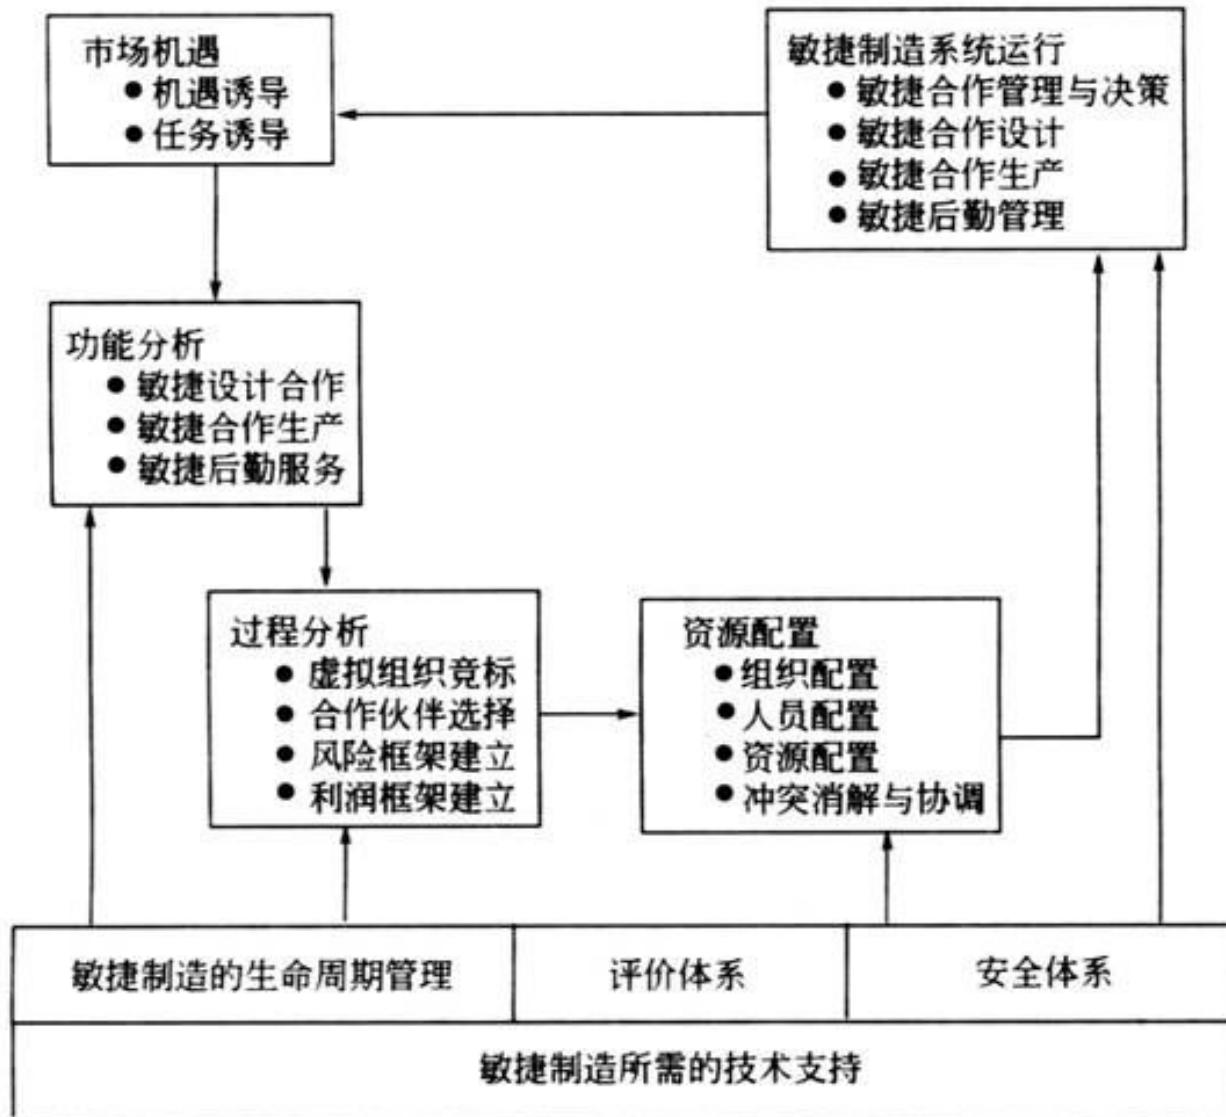 市场机遇
● 机遇诱导
● 任务诱导
敏捷制造系统运行
● 敏捷合作管理与决策
● 敏捷合作设计
● 敏捷合作生产
● 敏捷后勤管理
功能分析
● 敏捷设计合作
● 敏捷合作生产
● 敏捷后勤服务
过程分析
● 虚拟组织竞标
● 合作伙伴选择
● 风险框架建立
● 利润框架建立
资源配置
● 组织配置
● 人员配置
● 资源配置
● 冲突消解与协调
敏捷制造的生命周期管理
评价体系
安全体系
敏捷制造所需的技术支持